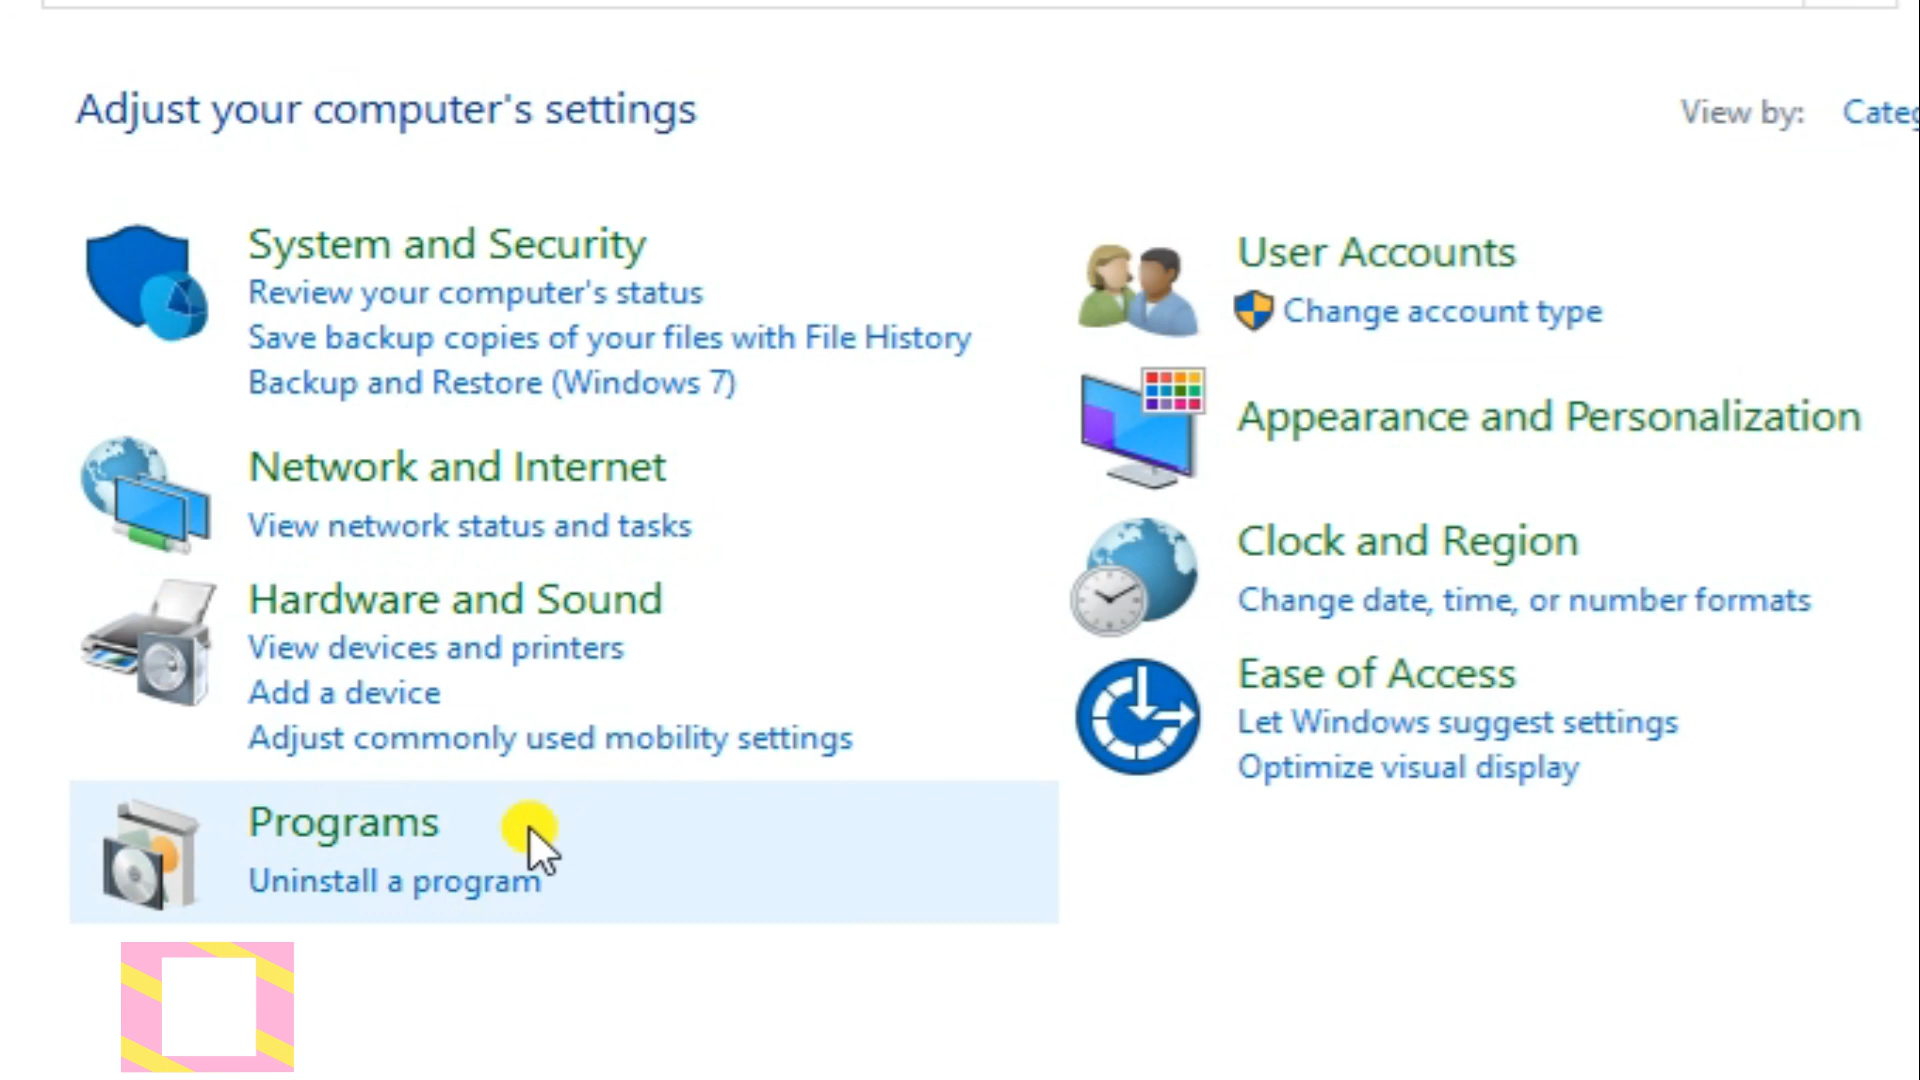 Adjust your computer's settings
View by:
System and Security
Review your computer's status
Save backup copies of your files with File History
Backup and Restore (Windows 7)
Network and Internet
View network status and tasks
Hardware and Sound
View devices and printers
Add a device
Adjust commonly used mobility settings
Programs
Uninstall a program
User Accounts
Change account type
Appearance and Personalization
Clock and Region
Change date, time, or number formats
Ease of Access
Let Windows suggest settings
Optimize visual display